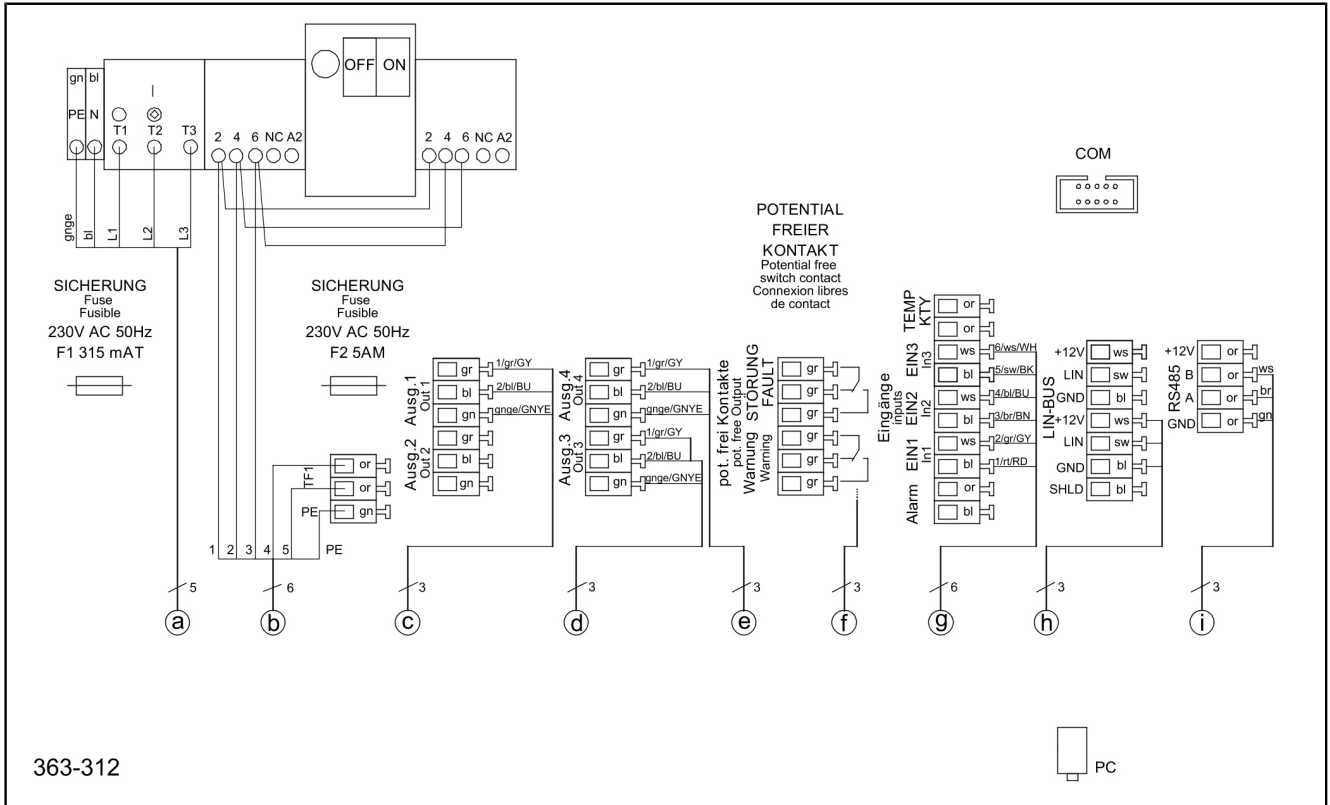 OFF ON
gn bl
PE N
T1 T2 T3
2 4 6 NC A2
2 4 6 NC A2
gnge
bl
L1
L2
L3
COM
SICHERUNG
Fuse
Fusible
230V AC 50Hz
F1 315 mAT
SICHERUNG
Fuse
Fusible
230V AC 50Hz
F2 5AM
POTENTIAL
FREIER
KONTAKT
Potential free
switch contact
Connexion libres
de contact
TF1
or
or
PE gn
1 2 3 4 5 PE
Ausg.1
Out 1
gr 1/gr/GY
bl 2/bl/BU
gn gnge/GNYE
Ausg.2
Out 2
gr
bl
gn
Ausg.4
Out 4
gr 1/gr/GY
bl 2/bl/BU
gn gnge/GNYE
Ausg.3
Out 3
gr 1/gr/GY
bl 2/bl/BU
gn gnge/GNYE
pot. frei Kontakte
pot. free Output
STÖRUNG
FAULT
gr
gr
gr
Warnung
Warning
gr
gr
gr
Eingänge
inputs
TEMP
KTY
or
or
EIN3
In3
ws 6/ws/WH
bl 5/sw/BK
EIN2
In2
ws 4/bl/BU
bl 3/br/BN
EIN1
In1
ws 2/gr/GY
bl 1/rt/RD
Alarm
or
bl
LIN-BUS
+12V ws
LIN sw
GND bl
+12V ws
LIN sw
GND bl
SHLD bl
RS485
+12V or
B or ws
A or br
GND or gn
5 6 3 3 3 3 6 3 3
a b c d e f g h i
363-312
PC